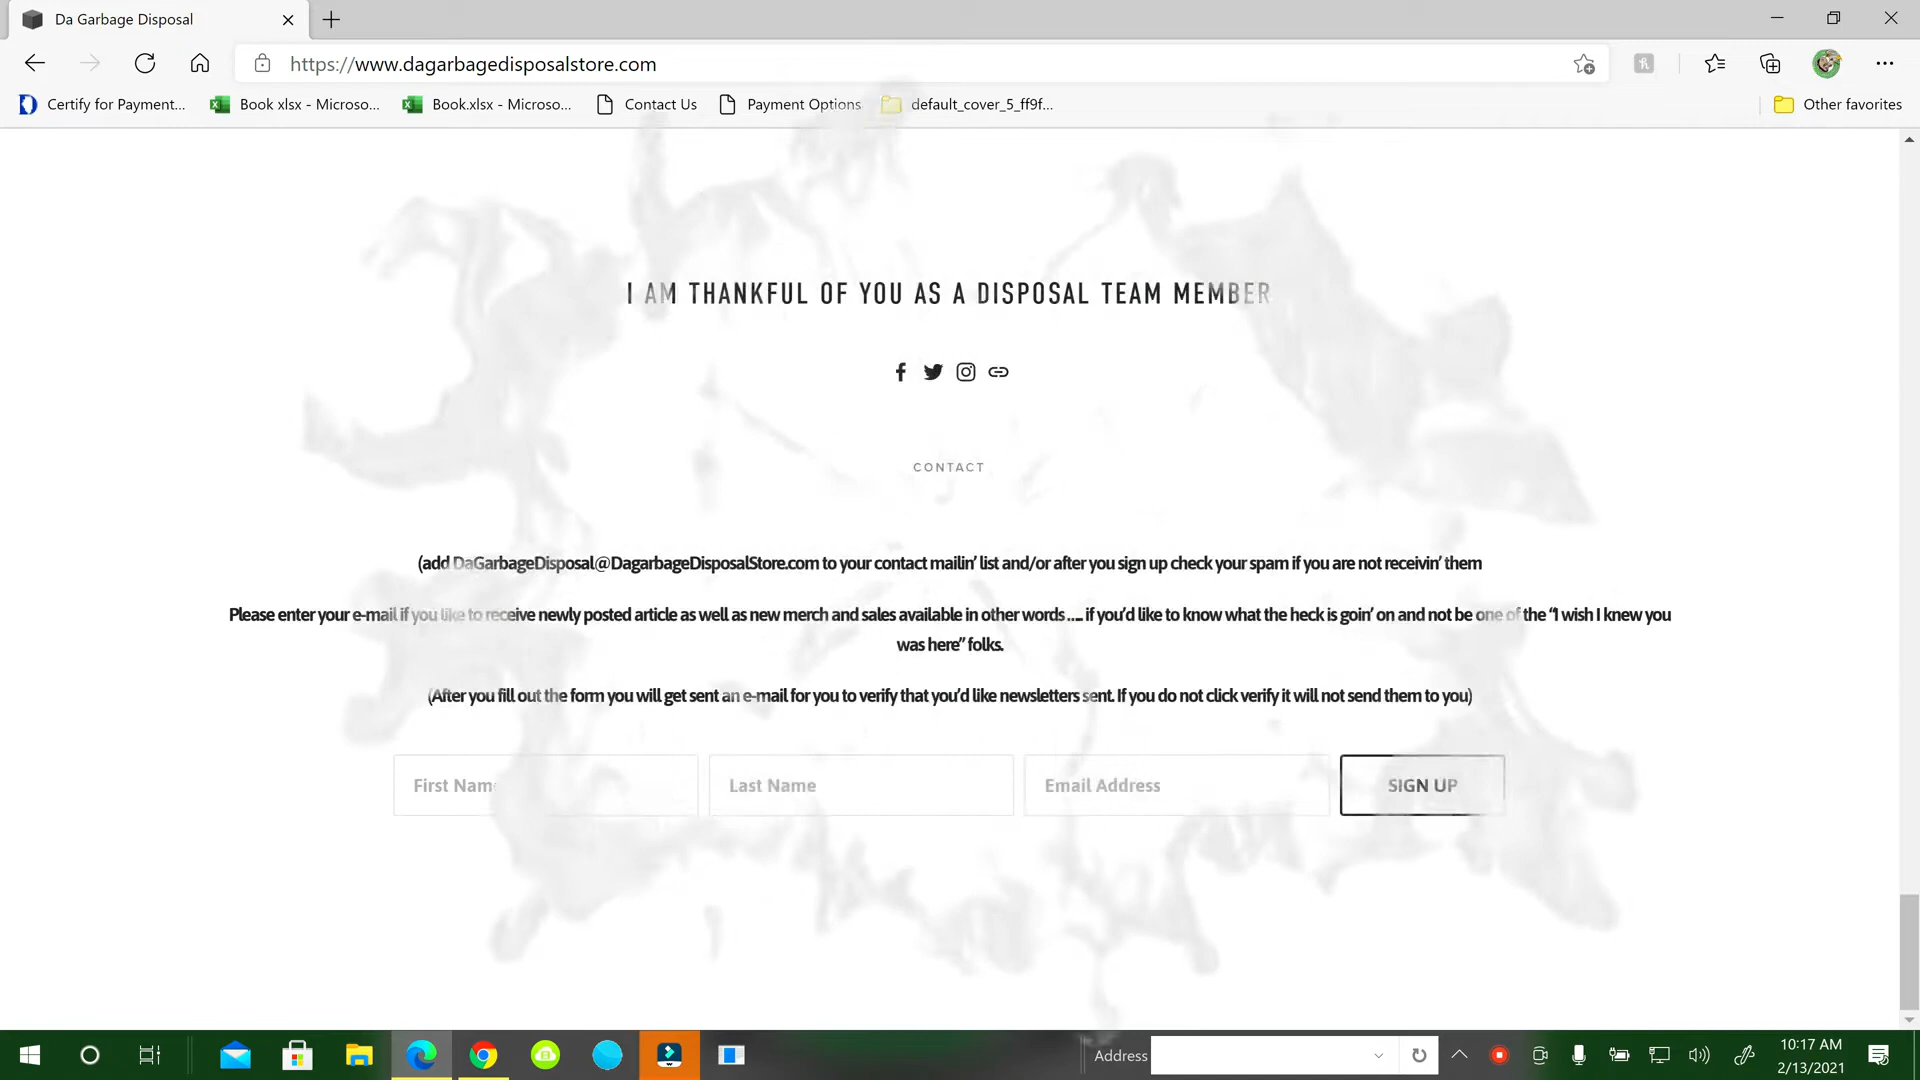 Da Garbage Disposal
https://www.dagarbagedisposalstore.com
Certify for Payment...
Book xlsx - Microso...
Book.xlsx - Microso...
Contact Us
Payment Options
default_cover_5_ff9f...
Other favorites
I AM THANKFUL OF YOU AS A DISPOSAL TEAM MEMBER
CONTACT
(add DaGarbageDisposal@DagarbageDisposalStore.com to your contact mailin’ list and/or after you sign up check your spam if you are not receivin’ them
Please enter your e-mail if you like to receive newly posted article as well as new merch and sales available in other words .... if you’d like to know what the heck is goin’ on and not be one of the “I wish I knew you
was here” folks.
(After you fill out the form you will get sent an e-mail for you to verify that you’d like newsletters sent. If you do not click verify it will not send them to you)
First Name
Last Name
Email Address
SIGN UP
Address
10:17 AM
2/13/2021